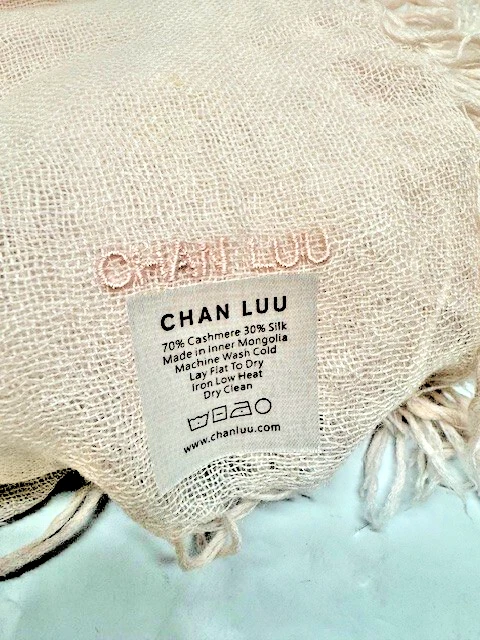 CHAN LUU
CHAN LUU
70% Cashmere 30% Silk
Made in Inner Mongolia
Machine Wash Cold
Lay Flat To Dry
Iron Low Heat
Dry Clean
www.chanluu.com